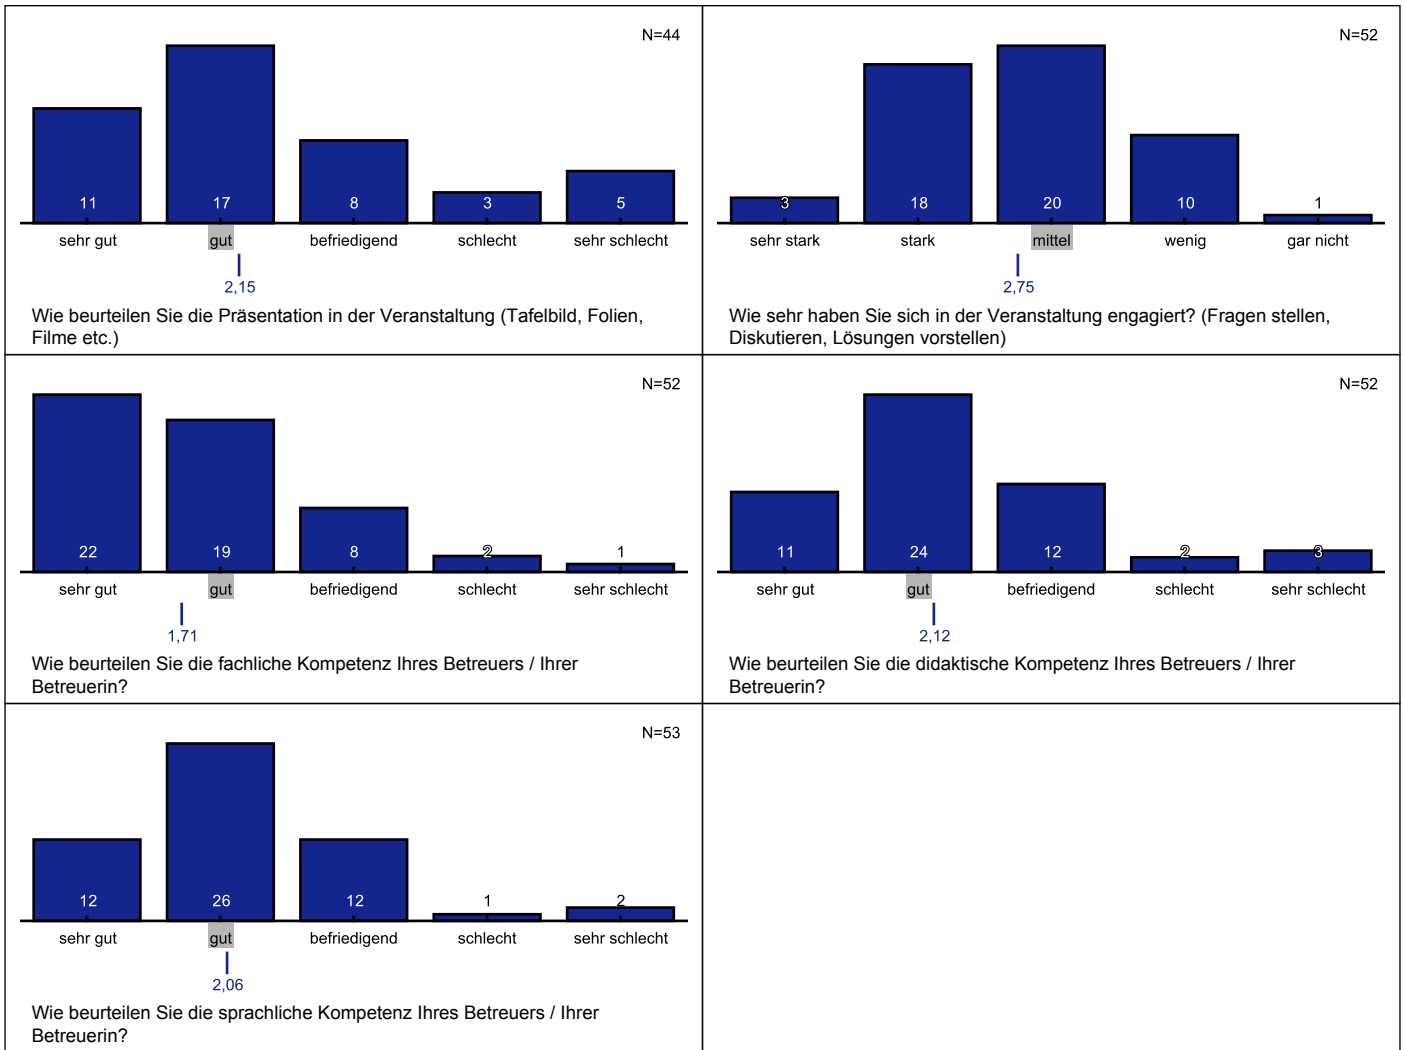 N=44
11 17 8 3 5
sehr gut gut befriedigend schlecht sehr schlecht
2,15
Wie beurteilen Sie die Präsentation in der Veranstaltung (Tafelbild, Folien,
Filme etc.)
N=52
3 18 20 10 1
sehr stark stark mittel wenig gar nicht
2,75
Wie sehr haben Sie sich in der Veranstaltung engagiert? (Fragen stellen,
Diskutieren, Lösungen vorstellen)
N=52
22 19 8 2 1
sehr gut gut befriedigend schlecht sehr schlecht
1,71
Wie beurteilen Sie die fachliche Kompetenz Ihres Betreuers / Ihrer
Betreuerin?
N=52
11 24 12 2 3
sehr gut gut befriedigend schlecht sehr schlecht
2,12
Wie beurteilen Sie die didaktische Kompetenz Ihres Betreuers / Ihrer
Betreuerin?
N=53
12 26 12 1 2
sehr gut gut befriedigend schlecht sehr schlecht
2,06
Wie beurteilen Sie die sprachliche Kompetenz Ihres Betreuers / Ihrer
Betreuerin?